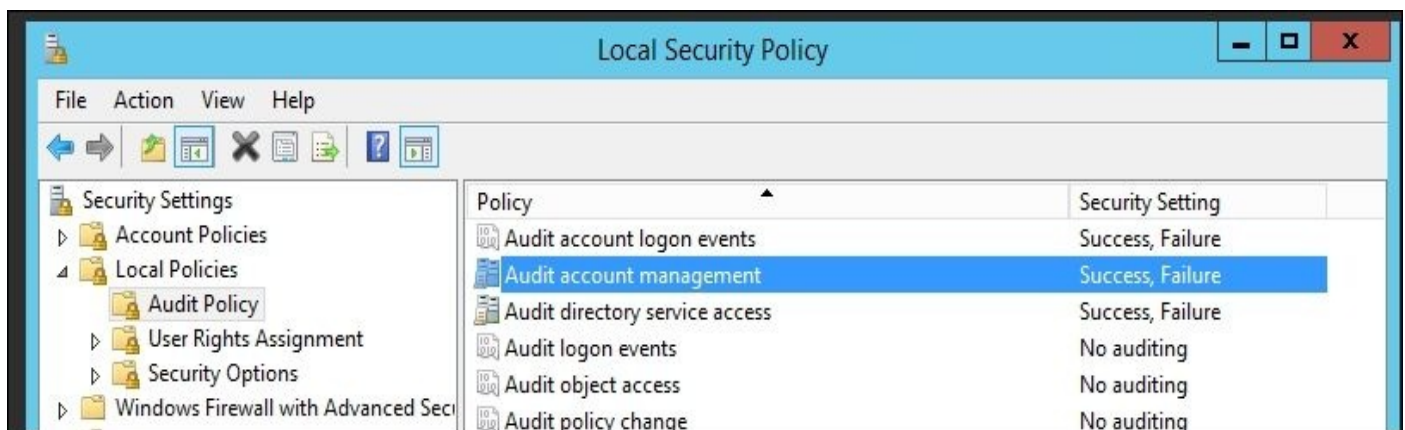 Local Security Policy
File Action View Help
Security Settings
Account Policies
Local Policies
Audit Policy
User Rights Assignment
Security Options
Windows Firewall with Advanced Secu
Policy Security Setting
Audit account logon events Success, Failure
Audit account management Success, Failure
Audit directory service access Success, Failure
Audit logon events No auditing
Audit object access No auditing
Audit policy change No auditing